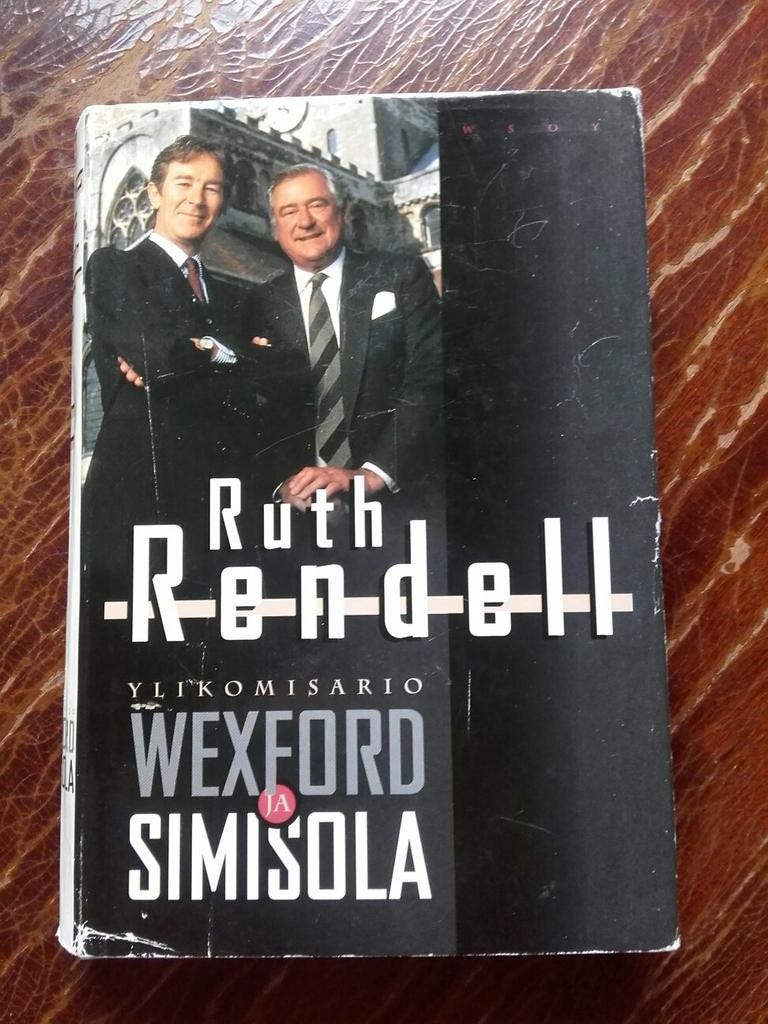 WSOY
Ruth
Rendell
YLIKOMISARIO
WEXFORD
JA
SIMISOLA